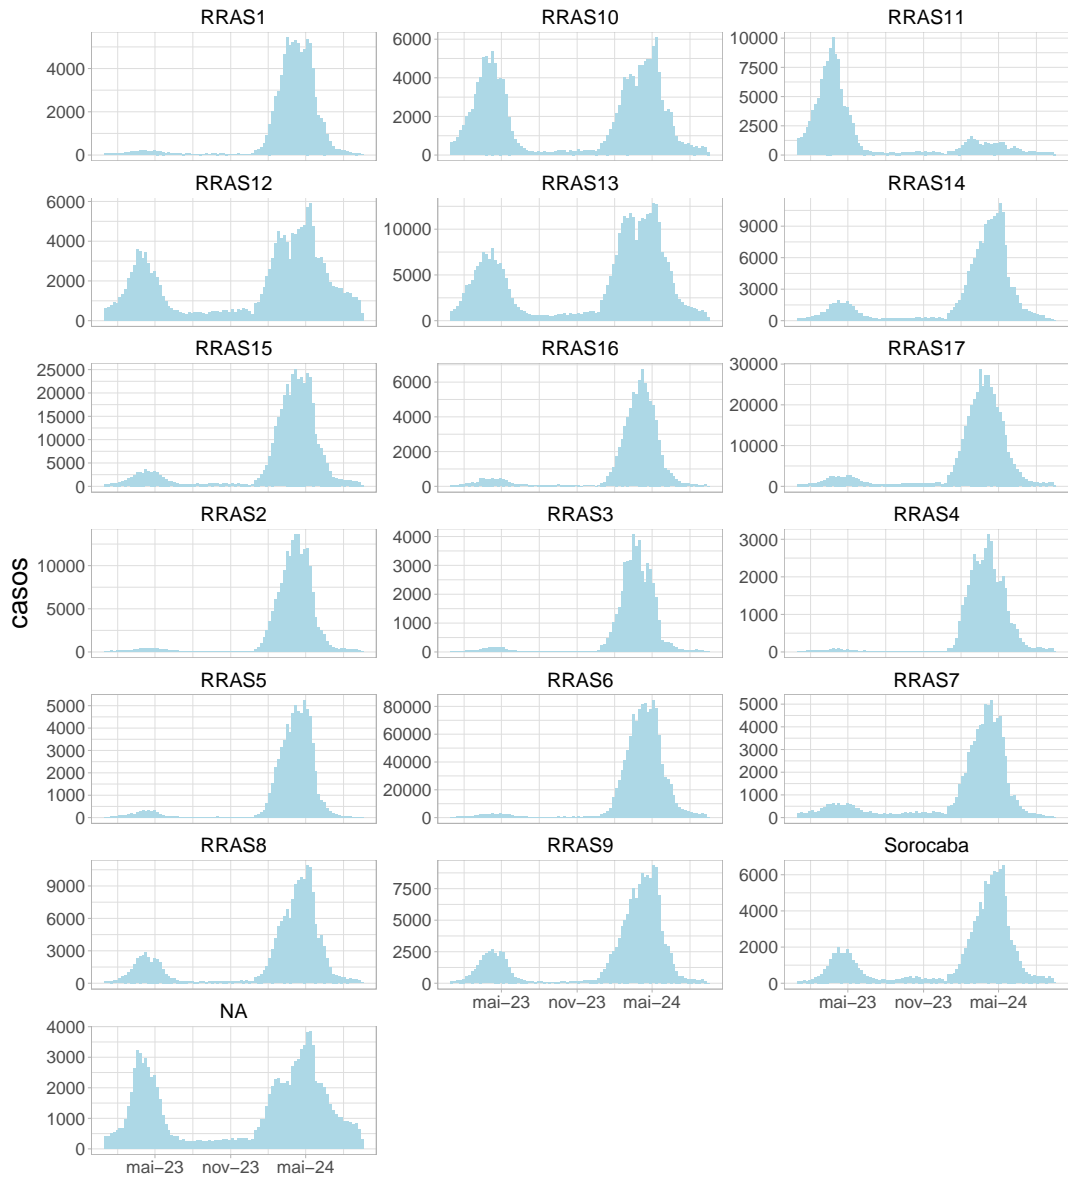 RRAS1 RRAS10 RRAS11
4000 2000 0
6000 4000 2000 0
10000 7500 5000 2500 0
RRAS12 RRAS13 RRAS14
6000 4000 2000 0
10000 5000 0
9000 6000 3000 0
RRAS15 RRAS16 RRAS17
25000 20000 15000 10000 5000 0
6000 4000 2000 0
30000 20000 10000 0
RRAS2 RRAS3 RRAS4
10000 5000 0
4000 3000 2000 1000 0
3000 2000 1000 0
casos
RRAS5 RRAS6 RRAS7
5000 4000 3000 2000 1000 0
80000 60000 40000 20000 0
5000 4000 3000 2000 1000 0
RRAS8 RRAS9 Sorocaba
9000 6000 3000 0
7500 5000 2500 0
6000 4000 2000 0
mai−23 nov−23 mai−24
mai−23 nov−23 mai−24
NA
4000 3000 2000 1000 0
mai−23 nov−23 mai−24